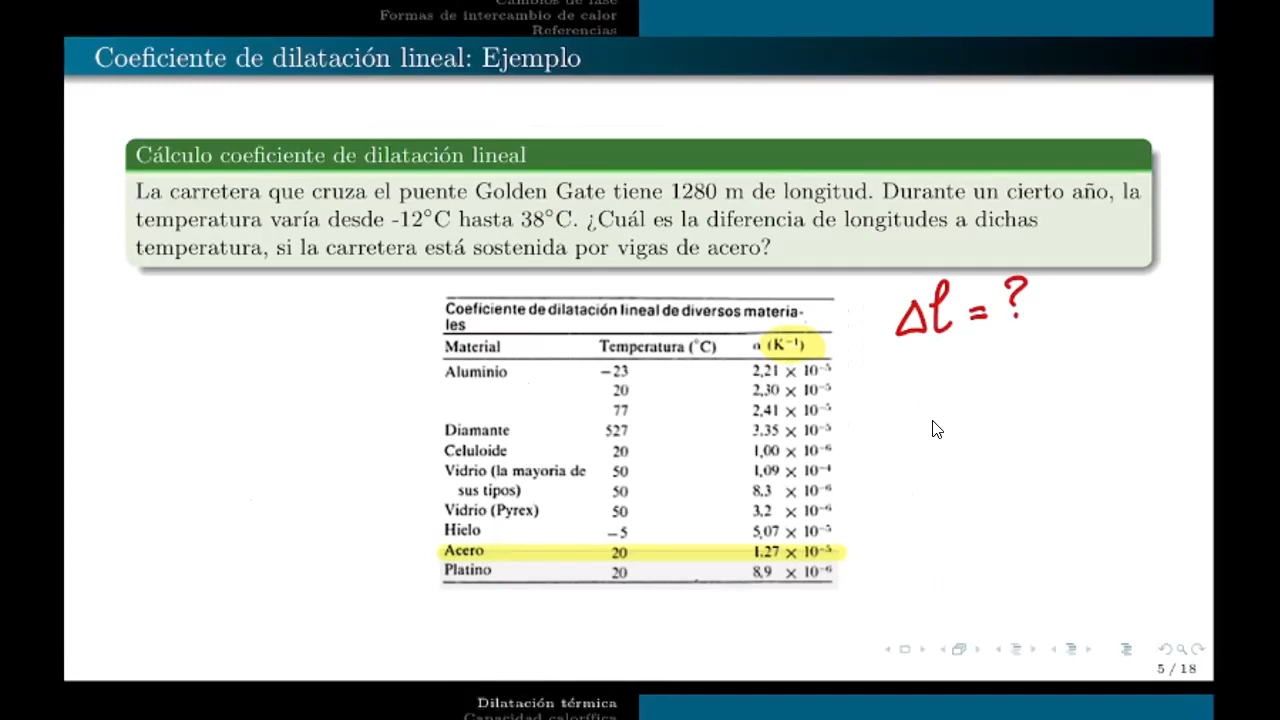 Cambios de fase
Formas de intercambio de calor
Referencias
Coeficiente de dilatación lineal: Ejemplo
Cálculo coeficiente de dilatación lineal
La carretera que cruza el puente Golden Gate tiene 1280 m de longitud. Durante un cierto año, la
temperatura varía desde -12°C hasta 38°C. ¿Cuál es la diferencia de longitudes a dichas
temperatura, si la carretera está sostenida por vigas de acero?
Δl = ?
Coeficiente de dilatación lineal de diversos materia-
les
Material Temperatura (°C) α (K⁻¹)
Aluminio −23 2,21 × 10⁻⁵
20 2,30 × 10⁻⁵
77 2,41 × 10⁻⁵
Diamante 527 3,35 × 10⁻⁵
Celuloide 20 1,00 × 10⁻⁶
Vidrio (la mayoria de 50 1,09 × 10⁻⁴
sus tipos) 50 8,3 × 10⁻⁶
Vidrio (Pyrex) 50 3,2 × 10⁻⁶
Hielo −5 5,07 × 10⁻⁵
Acero 20 1,27 × 10⁻⁵
Platino 20 8,9 × 10⁻⁶
5 / 18
Dilatación térmica
Capacidad calorífica